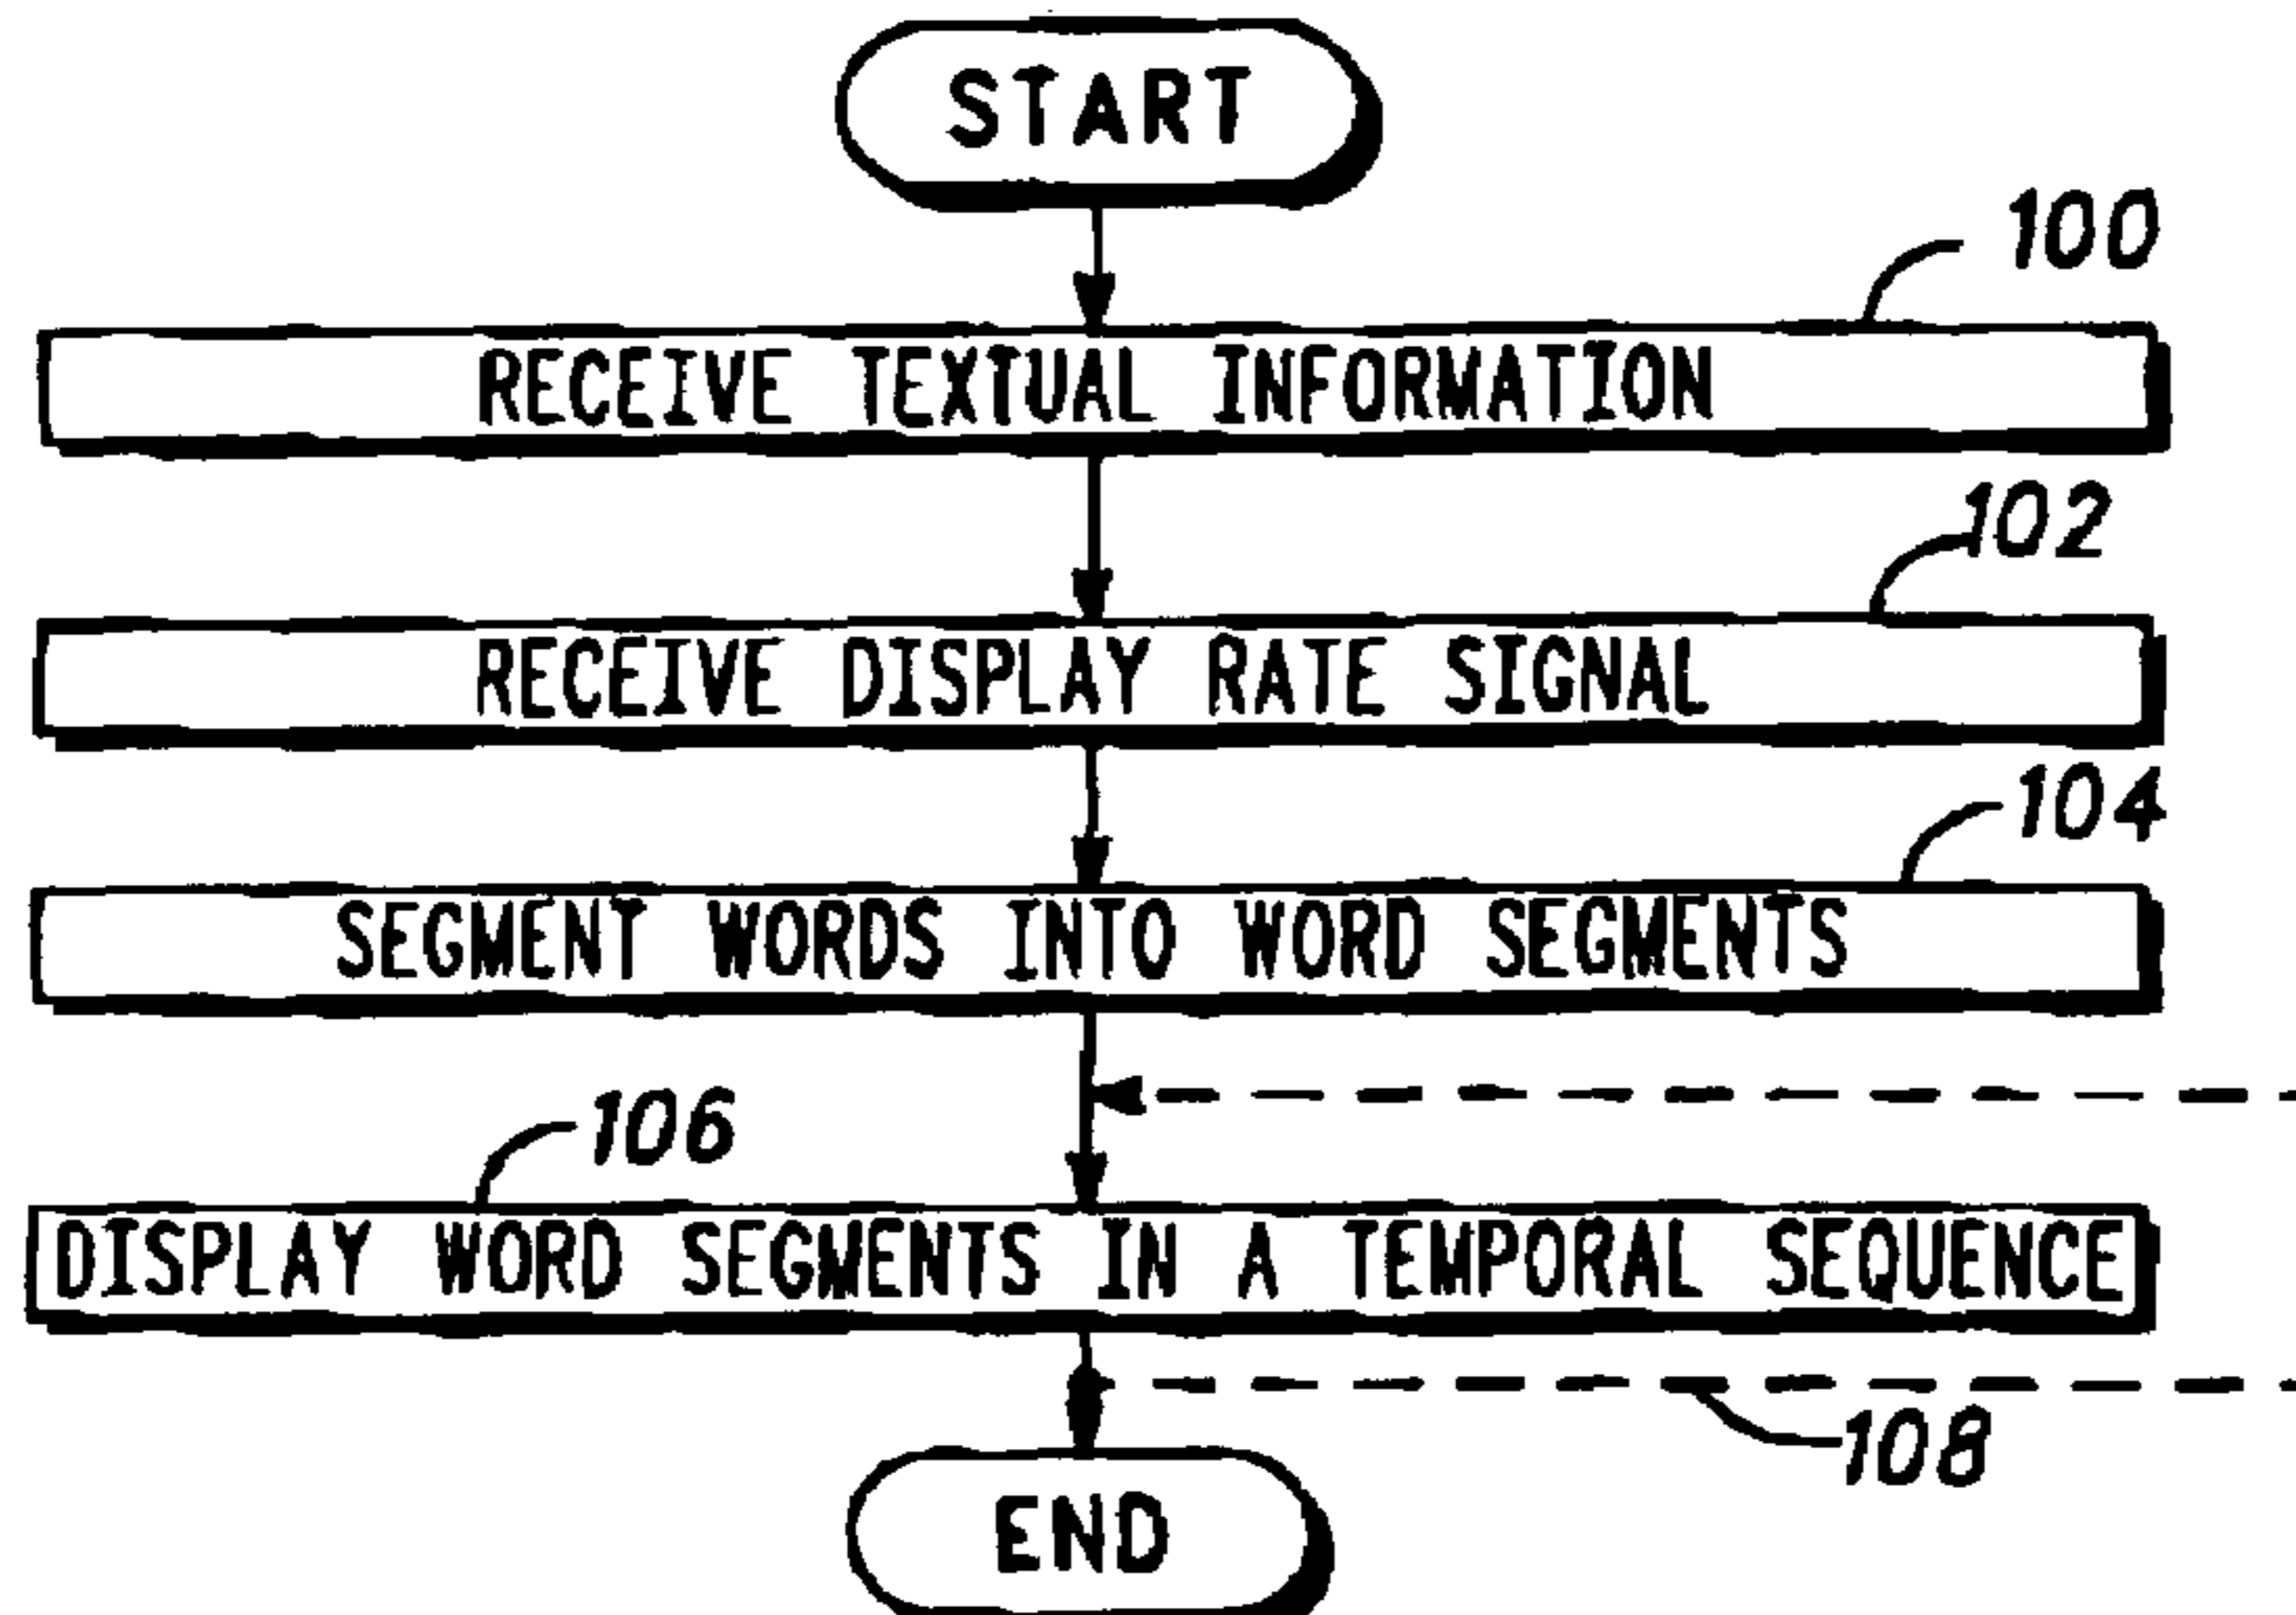 START
100
RECEIVE TEXTUAL INFORMATION
102
RECEIVE DISPLAY RATE SIGNAL
104
SEGMENT WORDS INTO WORD SEGMENTS
106
DISPLAY WORD SEGMENTS IN A TEMPORAL SEQUENCE
108
END